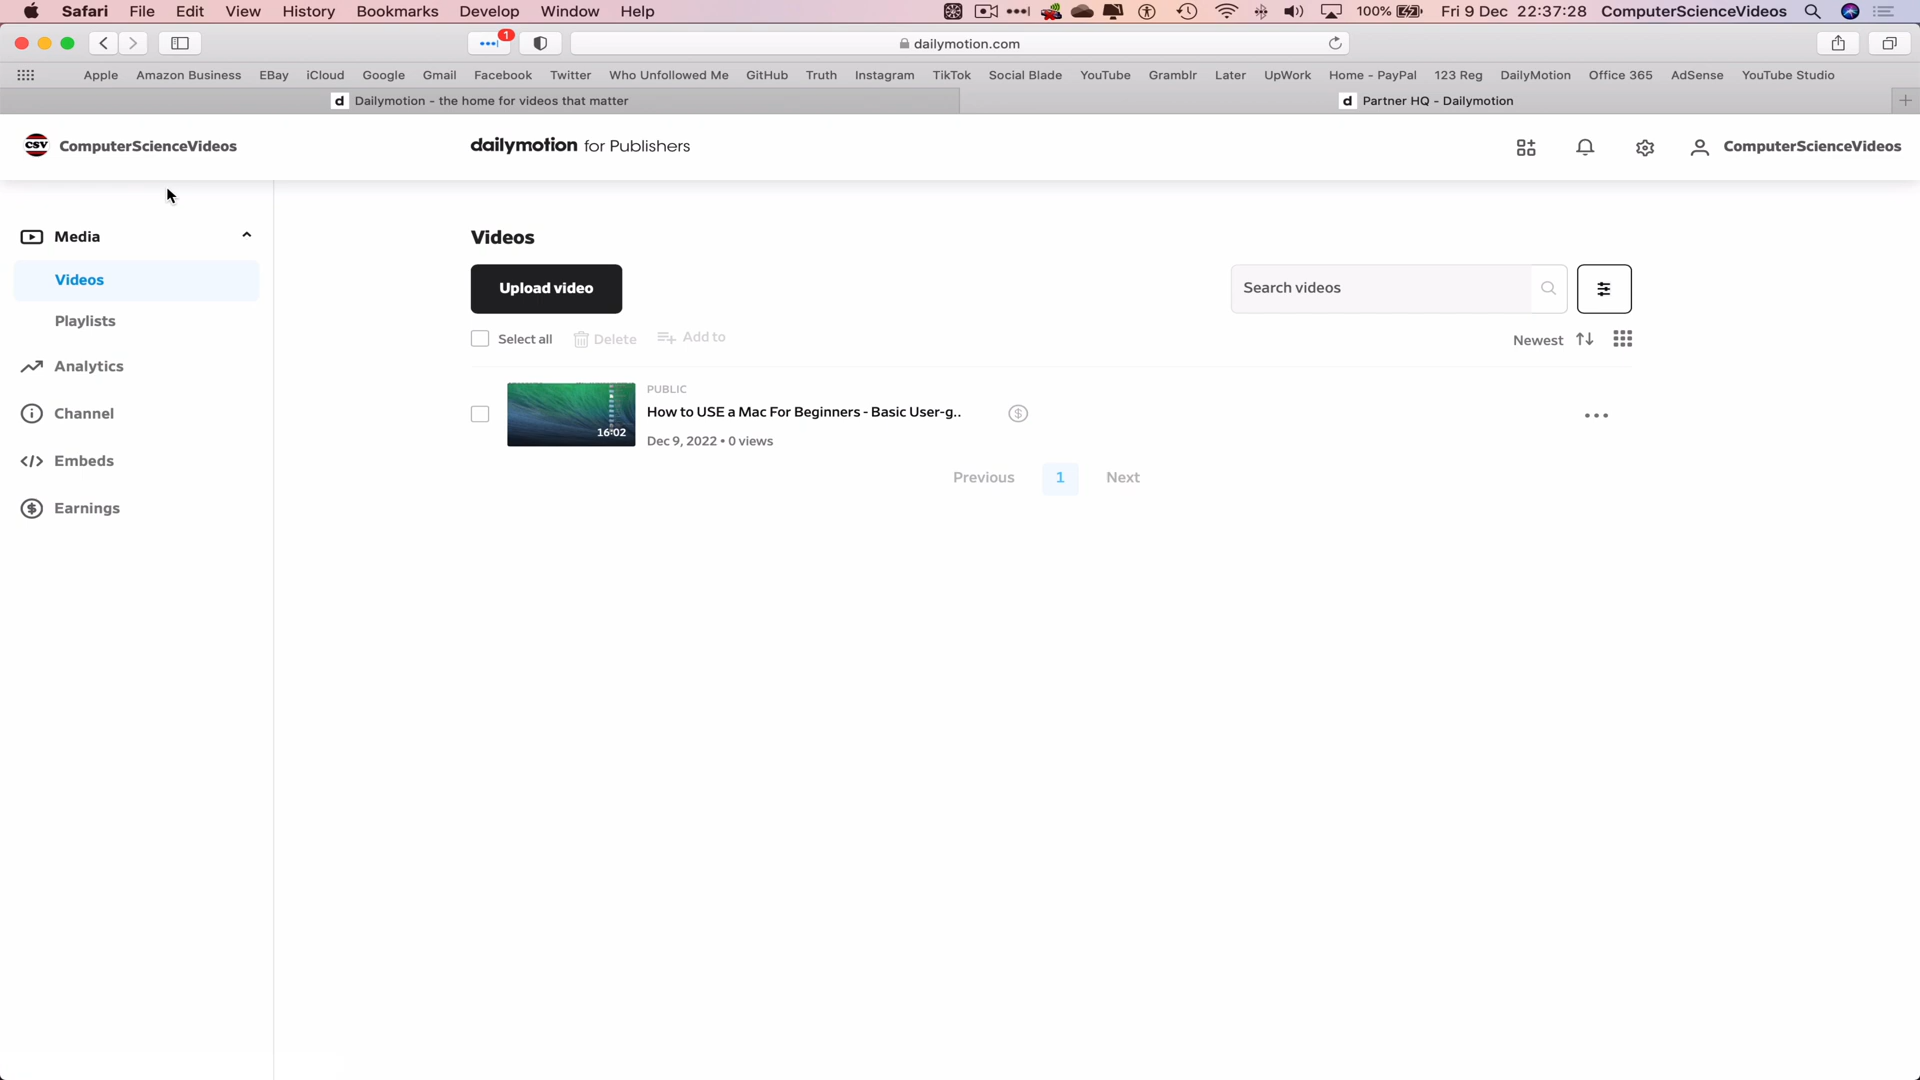 Safari File Edit View History Bookmarks Develop Window Help 100% Fri 9 Dec 22:37:28 ComputerScienceVideos
1 dailymotion.com
Apple Amazon Business EBay iCloud Google Gmail Facebook Twitter Who Unfollowed Me GitHub Truth Instagram TikTok Social Blade YouTube Gramblr Later UpWork Home - PayPal 123 Reg DailyMotion Office 365 AdSense YouTube Studio
d Dailymotion - the home for videos that matter d Partner HQ - Dailymotion
CSV ComputerScienceVideos dailymotion for Publishers ComputerScienceVideos
Media
Videos
Playlists
Analytics
Channel
Embeds
Earnings
Videos
Upload video Search videos
Select all Delete Add to Newest
PUBLIC
How to USE a Mac For Beginners - Basic User-g..
16:02
Dec 9, 2022 • 0 views
Previous 1 Next